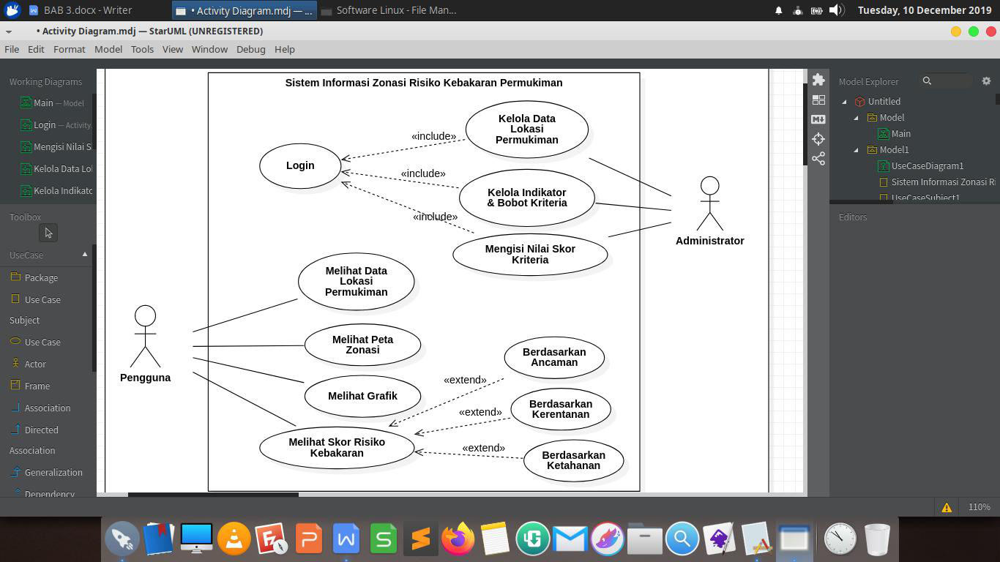 BAB 3.docx - Writer
• Activity Diagram.mdj — ...
Software Linux - File Man...
Tuesday, 10 December 2019
• Activity Diagram.mdj — StarUML (UNREGISTERED)
File Edit Format Model Tools View Window Debug Help
Working Diagrams
Main — Model
Login — Activity
Mengisi Nilai S
Kelola Data Lo
Kelola Indikato
Toolbox
UseCase
Package
Use Case
Subject
Use Case
Actor
Frame
Association
Directed
Association
Generalization
Dependency
Sistem Informasi Zonasi Risiko Kebakaran Permukiman
Kelola Data
Lokasi
Permukiman
«include»
Login
«include»
Kelola Indikator
& Bobot Kriteria
«include»
Mengisi Nilai Skor
Kriteria
Administrator
Melihat Data
Lokasi
Permukiman
Melihat Peta
Zonasi
Pengguna
Melihat Grafik
Melihat Skor Risiko
Kebakaran
«extend»
Berdasarkan
Ancaman
«extend»
Berdasarkan
Kerentanan
«extend»
Berdasarkan
Ketahanan
M
Model Explorer
Untitled
Model
Main
Model1
UseCaseDiagram1
Sistem Informasi Zonasi Ri
UseCaseSubject1
Editors
110%
P
W
S